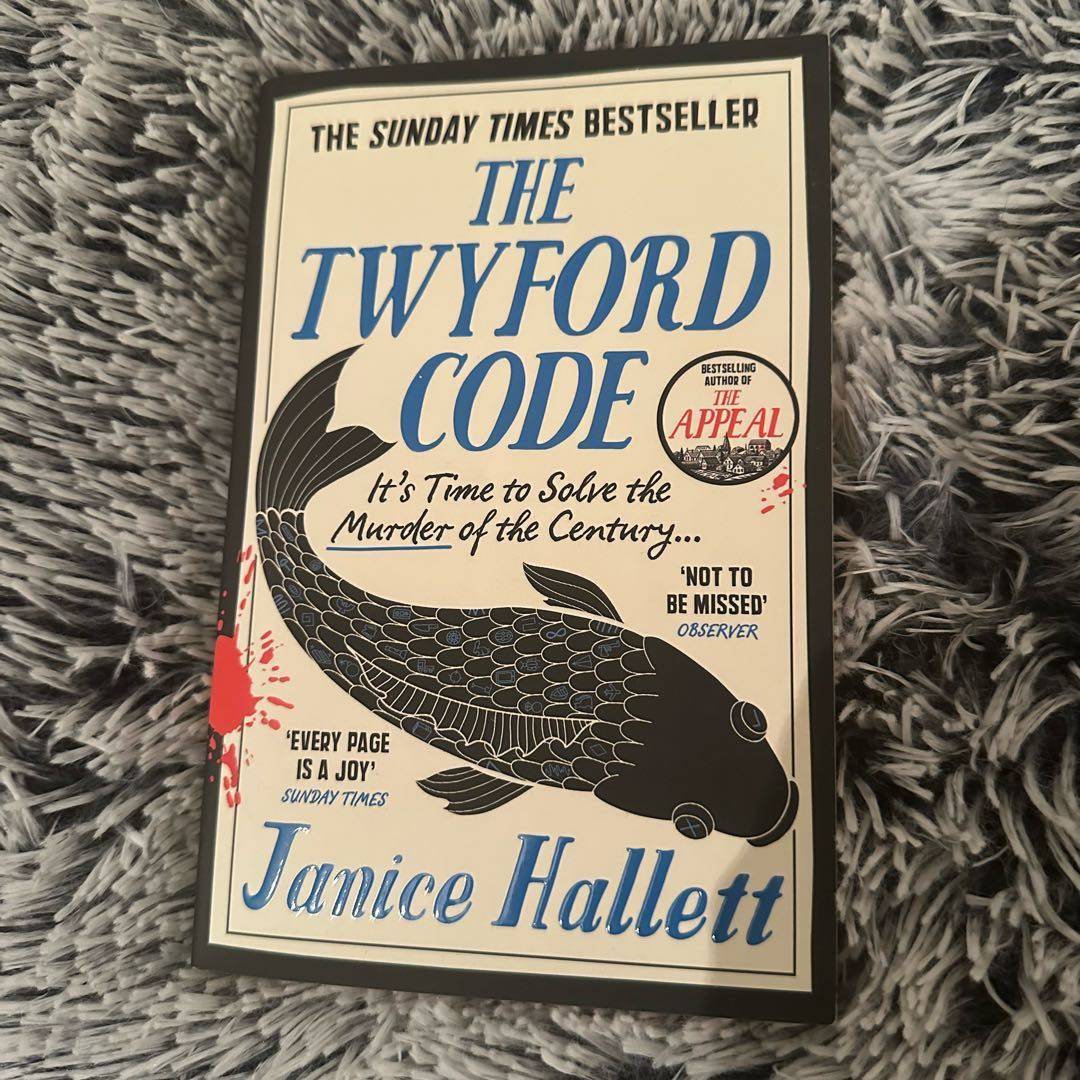 THE SUNDAY TIMES BESTSELLER
THE
TWYFORD
CODE
BESTSELLING
AUTHOR OF
THE
APPEAL
It's Time to Solve the
Murder of the Century...
'NOT TO
BE MISSED'
OBSERVER
'EVERY PAGE
IS A JOY'
SUNDAY TIMES
Janice Hallett